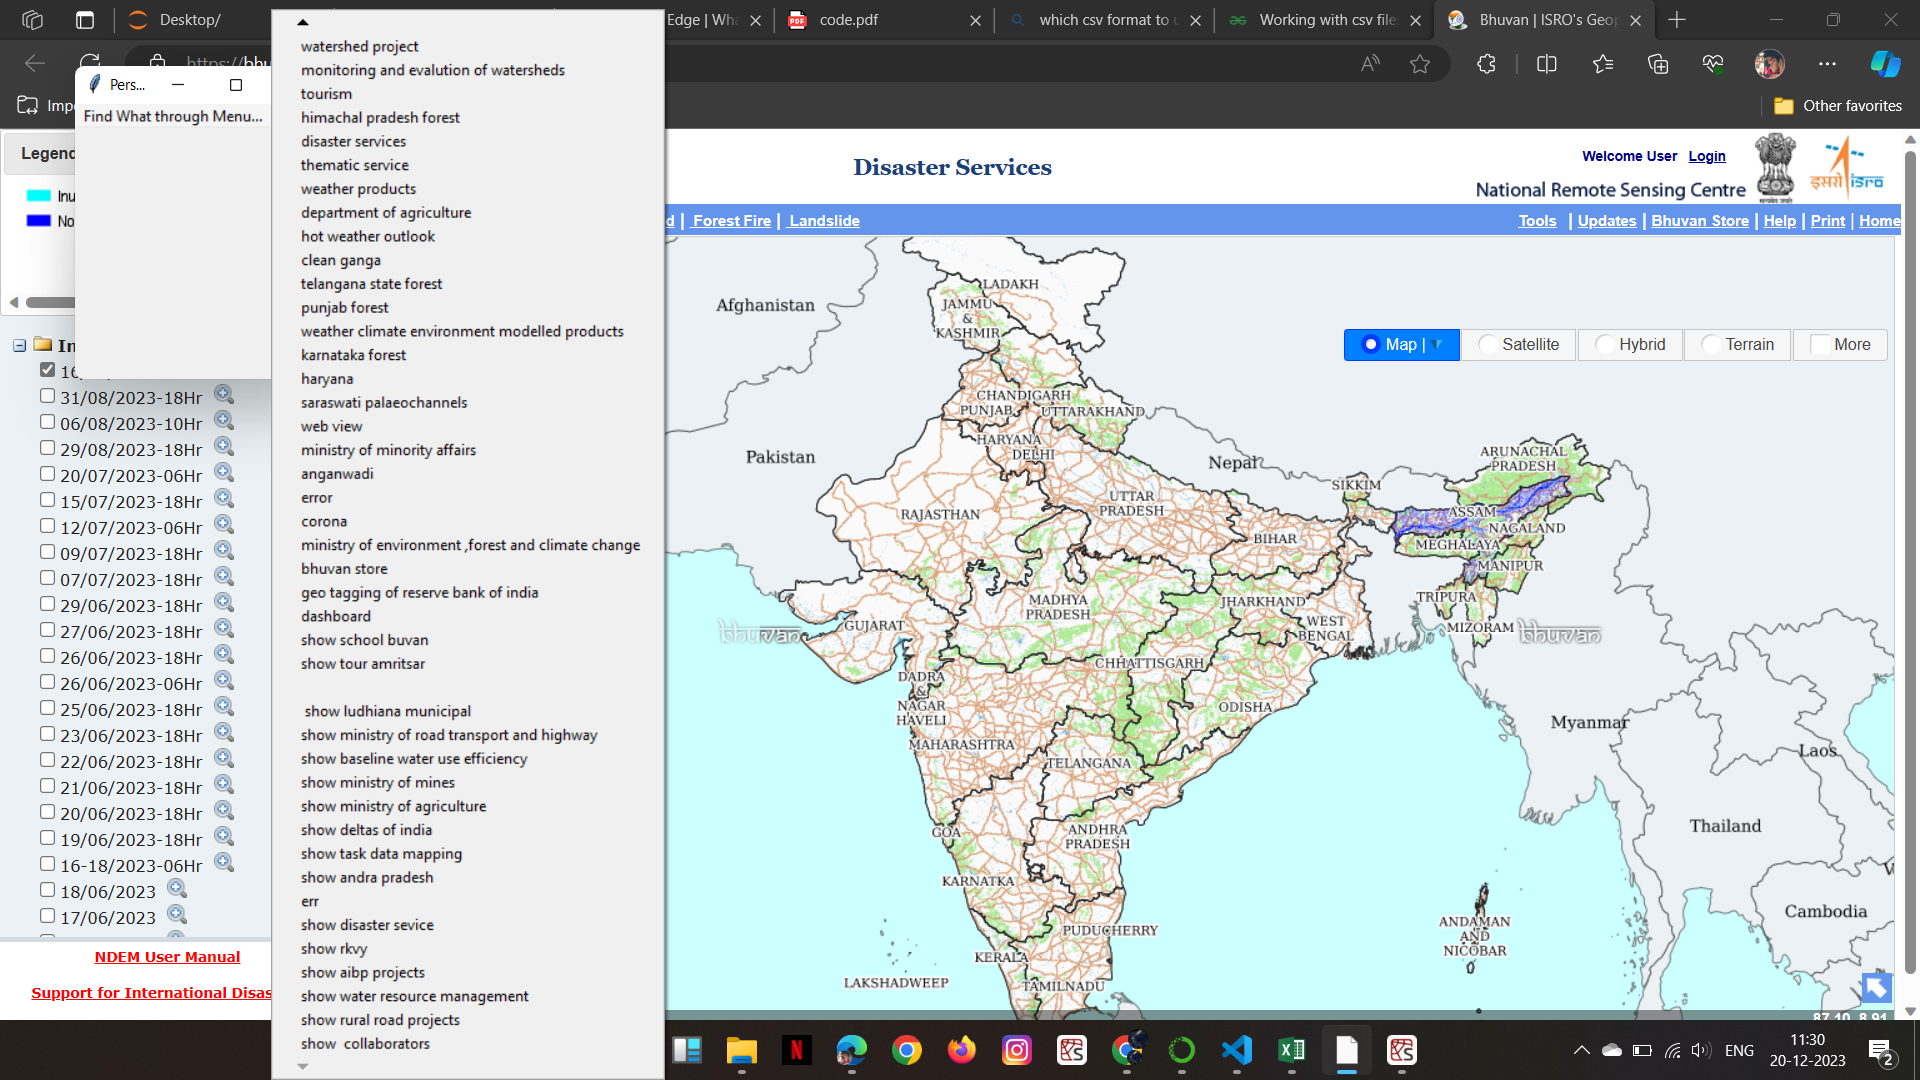 Desktop/
Edge | Wha
code.pdf
which csv format to u
Working with csv file
Bhuvan | ISRO's Geop
https://bhu
Impo
Other favorites
Pers...
Find What through Menu...
watershed project
monitoring and evalution of watersheds
tourism
himachal pradesh forest
disaster services
thematic service
weather products
department of agriculture
hot weather outlook
clean ganga
telangana state forest
punjab forest
weather climate environment modelled products
karnataka forest
haryana
saraswati palaeochannels
web view
ministry of minority affairs
anganwadi
error
corona
ministry of environment ,forest and climate change
bhuvan store
geo tagging of reserve bank of india
dashboard
show school buvan
show tour amritsar
show ludhiana municipal
show ministry of road transport and highway
show baseline water use efficiency
show ministry of mines
show ministry of agriculture
show deltas of india
show task data mapping
show andra pradesh
err
show disaster sevice
show rkvy
show aibp projects
show water resource management
show rural road projects
show  collaborators
Legend
Inu
No
In
16
31/08/2023-18Hr
06/08/2023-10Hr
29/08/2023-18Hr
20/07/2023-06Hr
15/07/2023-18Hr
12/07/2023-06Hr
09/07/2023-18Hr
07/07/2023-18Hr
29/06/2023-18Hr
27/06/2023-18Hr
26/06/2023-18Hr
26/06/2023-06Hr
25/06/2023-18Hr
23/06/2023-18Hr
22/06/2023-18Hr
21/06/2023-18Hr
20/06/2023-18Hr
19/06/2023-18Hr
16-18/2023-06Hr
18/06/2023
17/06/2023
NDEM User Manual
Support for International Disas
Disaster Services
Welcome User Login
National Remote Sensing Centre
इसरो isro
d | Forest Fire | Landslide
Tools | Updates | Bhuvan Store | Help | Print | Home
Map | Satellite Hybrid Terrain More
Afghanistan
LADAKH
JAMMU
&
KASHMIR
CHANDIGARH
PUNJAB
UTTARAKHAND
HARYANA
DELHI
Pakistan
Nepal
ARUNACHAL
PRADESH
SIKKIM
UTTAR
PRADESH
RAJASTHAN
ASSAM
NAGALAND
BIHAR
MEGHALAYA
MANIPUR
MADHYA
PRADESH
JHARKHAND
TRIPURA
WEST
BENGAL
GUJARAT
MIZORAM
bhuvan
bhuvan
CHHATTISGARH
DADRA
&
NAGAR
HAVELI
ODISHA
Myanmar
MAHARASHTRA
TELANGANA
Laos
GOA
ANDHRA
PRADESH
Thailand
KARNATKA
Cambodia
PUDUCHERRY
ANDAMAN
AND
NICOBAR
KERALA
LAKSHADWEEP
TAMILNADU
87.10, 8.91
ENG
11:30
20-12-2023
2